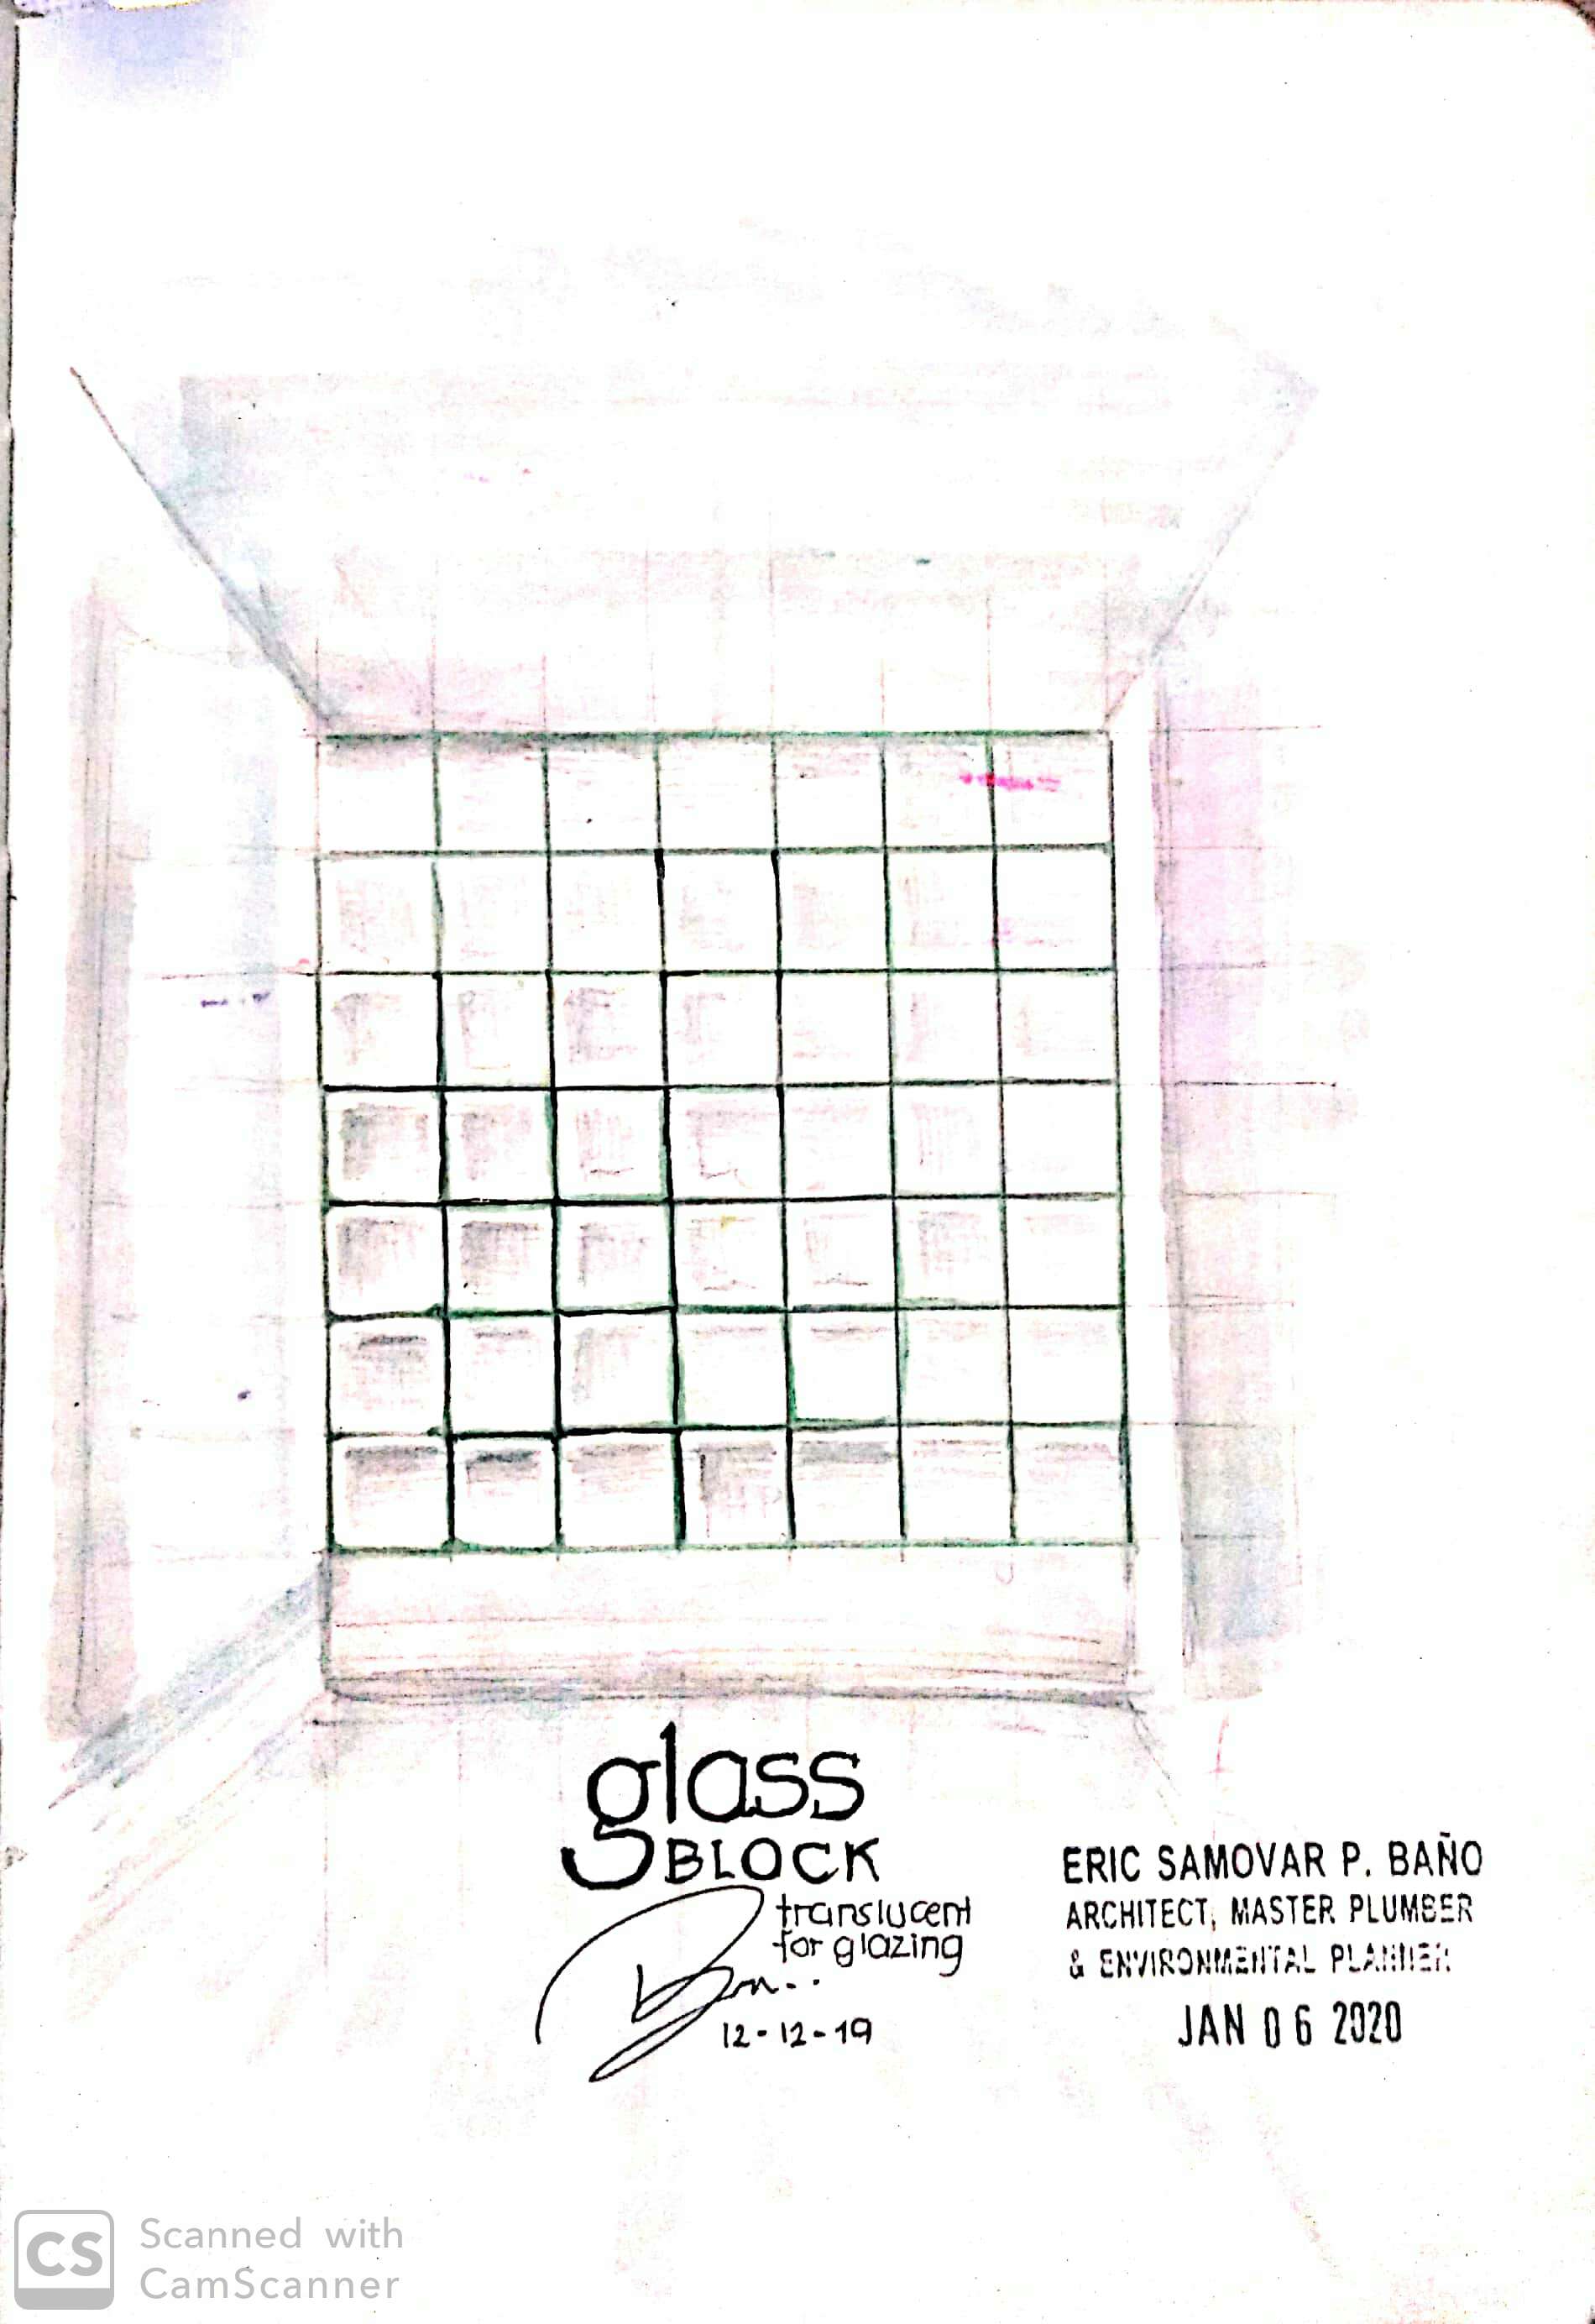 glass
BLOCK
translucent
for glazing
12-12-19
ERIC SAMOVAR P. BAÑO
ARCHITECT, MASTER PLUMBER
& ENVIRONMENTAL PLANNER
JAN 06 2020
CS
Scanned with
CamScanner